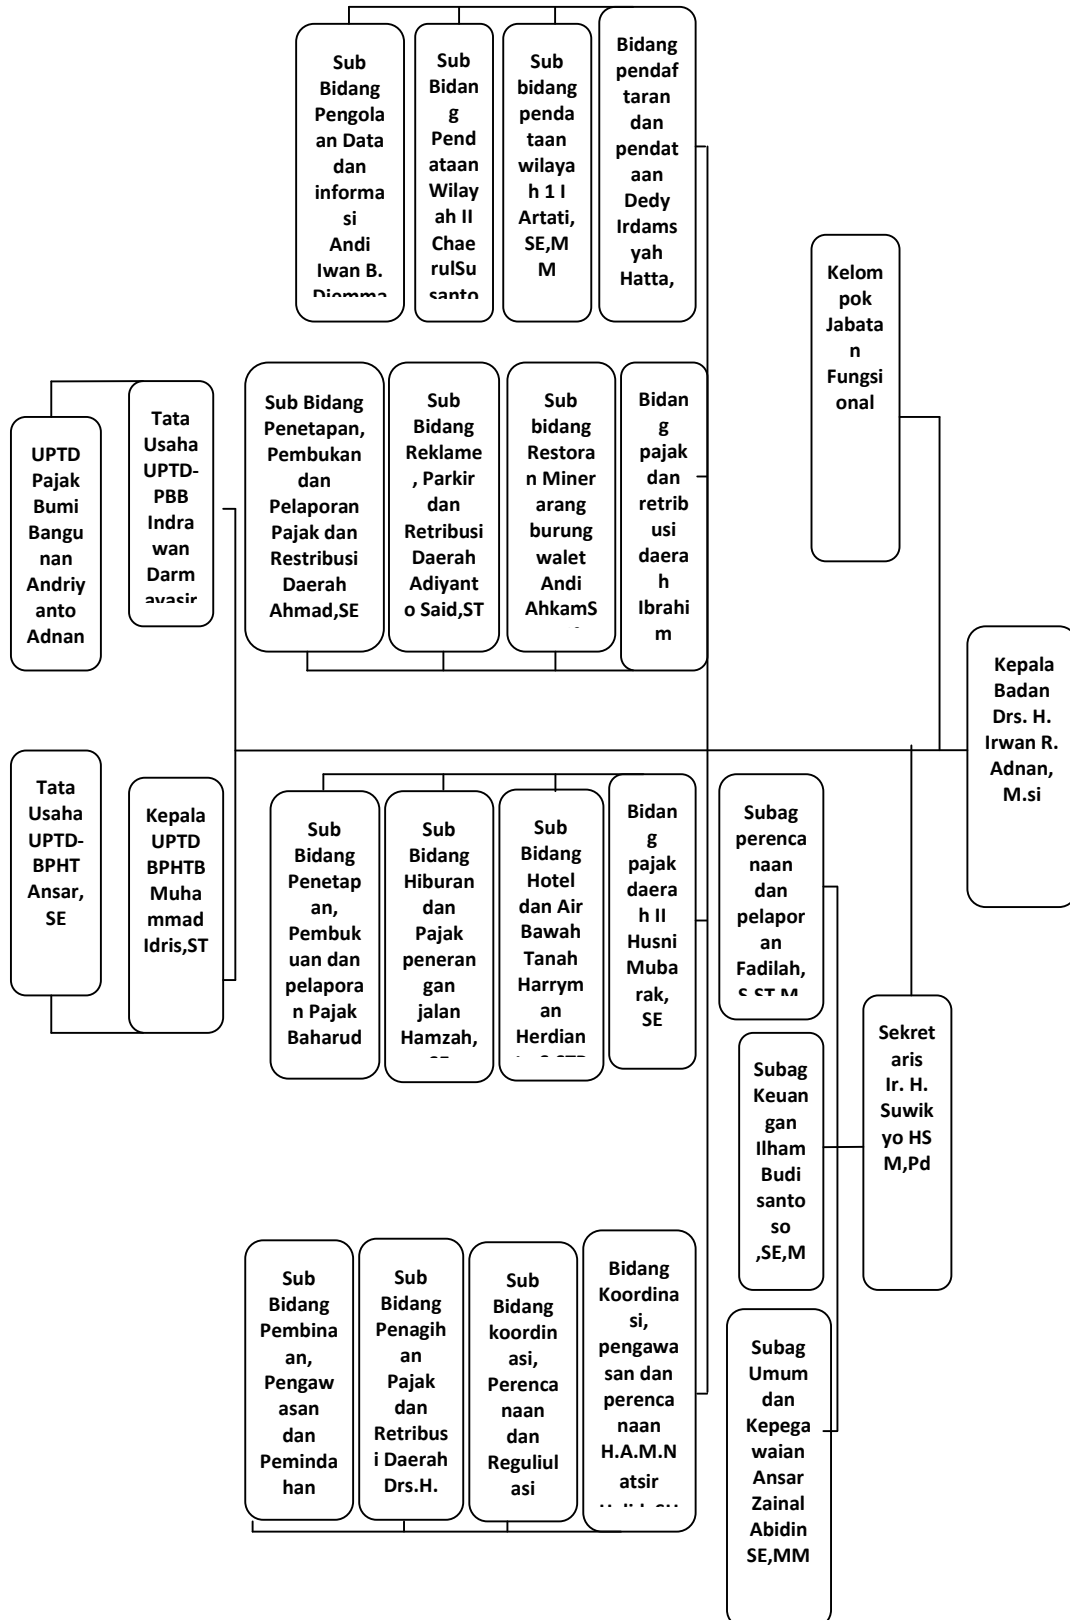 Sub
Bidang
Pengola
an Data
dan
informa
si
Andi
Iwan B.
Djemma
Sub
Bidan
g
Pend
ataan
Wilay
ah II
Chae
rulSu
santo
Sub
bidang
penda
taan
wilaya
h 1 I
Artati,
SE,M
M
Bidang
pendaf
taran
dan
pendat
aan
Dedy
Irdams
yah
Hatta,
Kelom
pok
Jabata
n
Fungsi
onal
UPTD
Pajak
Bumi
Bangu
nan
Andriy
anto
Adnan
Tata
Usaha
UPTD-
PBB
Indra
wan
Darm
ayasir
Sub Bidang
Penetapan,
Pembukan
dan
Pelaporan
Pajak dan
Restribusi
Daerah
Ahmad,SE
Sub
Bidang
Reklame
, Parkir
dan
Retribusi
Daerah
Adiyant
o Said,ST
Sub
bidang
Restora
n Miner
arang
burung
walet
Andi
AhkamS
Bidan
g
pajak
dan
retrib
usi
daera
h
Ibrahi
m
Kepala
Badan
Drs. H.
Irwan R.
Adnan,
M.si
Tata
Usaha
UPTD-
BPHT
Ansar,
SE
Kepala
UPTD
BPHTB
Muha
mmad
Idris,ST
Sub
Bidang
Penetap
an,
Pembuk
uan dan
pelapora
n Pajak
Baharud
Sub
Bidang
Hiburan
dan
Pajak
peneran
gan
jalan
Hamzah,
SE
Sub
Bidang
Hotel
dan Air
Bawah
Tanah
Harryman
an
Herdian
Bidan
g
pajak
daera
h II
Husni
Muba
rak,
SE
Subag
perenca
naan
dan
pelapor
an
Fadilah,
S.ST.M
Subag
Keuan
gan
Ilham
Budi
santo
so
,SE,M
Sekret
aris
Ir. H.
Suwik
yo HS
M,Pd
Sub
Bidang
Pembina
an,
Pengaw
asan
dan
Peminda
han
Sub
Bidang
Penagih
an
Pajak
dan
Retribus
i Daerah
Drs.H.
Sub
Bidang
koordin
asi,
Perenca
naan
dan
Reguliul
asi
Bidang
Koordina
si,
pengawa
san dan
perenca
naan
H.A.M.N
atsir
Subag
Umum
dan
Kepega
waian
Ansar
Zainal
Abidin
SE,MM